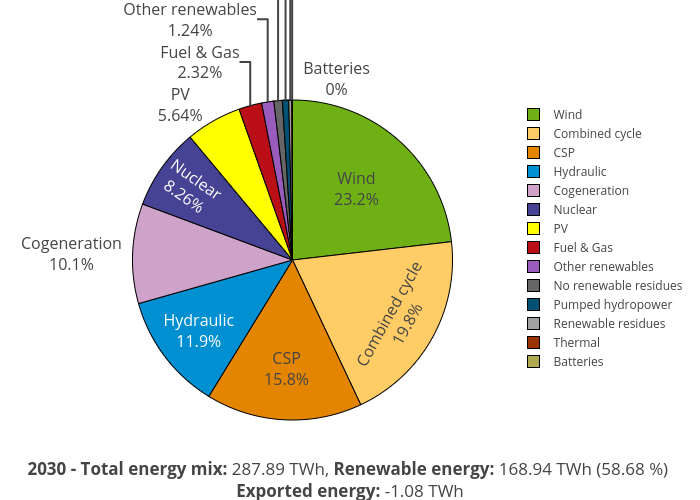 Other renewables
1.24%
Fuel & Gas
2.32%
PV
5.64%
Batteries
0%
Wind
23.2%
Combined cycle
19.8%
CSP
15.8%
Hydraulic
11.9%
Cogeneration
10.1%
Nuclear
8.26%
Wind
Combined cycle
CSP
Hydraulic
Cogeneration
Nuclear
PV
Fuel & Gas
Other renewables
No renewable residues
Pumped hydropower
Renewable residues
Thermal
Batteries
2030 - Total energy mix: 287.89 TWh, Renewable energy: 168.94 TWh (58.68 %)
Exported energy: -1.08 TWh